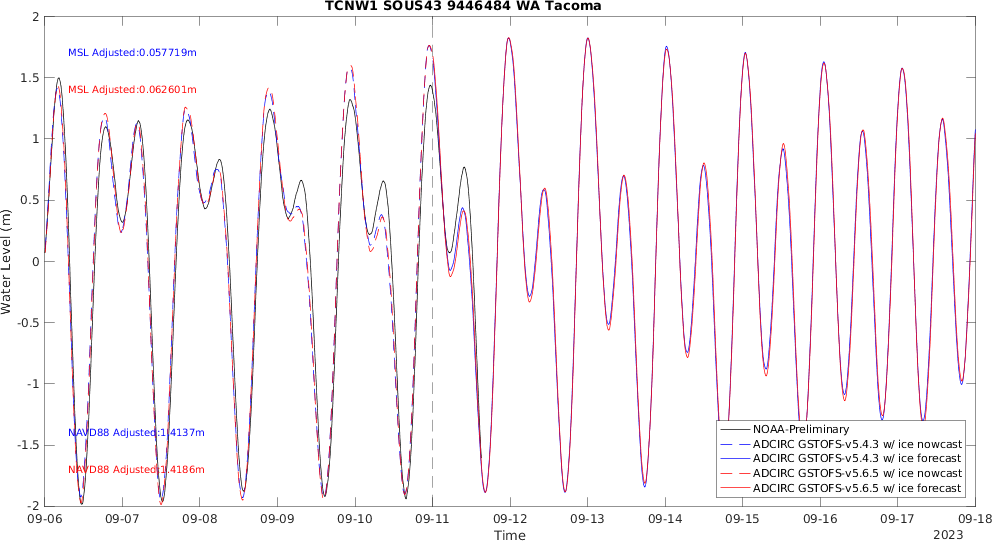 TCNW1 SOUS43 9446484 WA Tacoma
2
1.5
1
0.5
0
-0.5
-1
-1.5
-2
Water Level (m)
MSL Adjusted:0.057719m
MSL Adjusted:0.062601m
NAVD88 Adjusted:1.4137m
NAVD88 Adjusted:1.4186m
NOAA-Preliminary
ADCIRC GSTOFS-v5.4.3 w/ ice nowcast
ADCIRC GSTOFS-v5.4.3 w/ ice forecast
ADCIRC GSTOFS-v5.6.5 w/ ice nowcast
ADCIRC GSTOFS-v5.6.5 w/ ice forecast
09-06 09-07 09-08 09-09 09-10 09-11 09-12 09-13 09-14 09-15 09-16 09-17 09-18
Time
2023